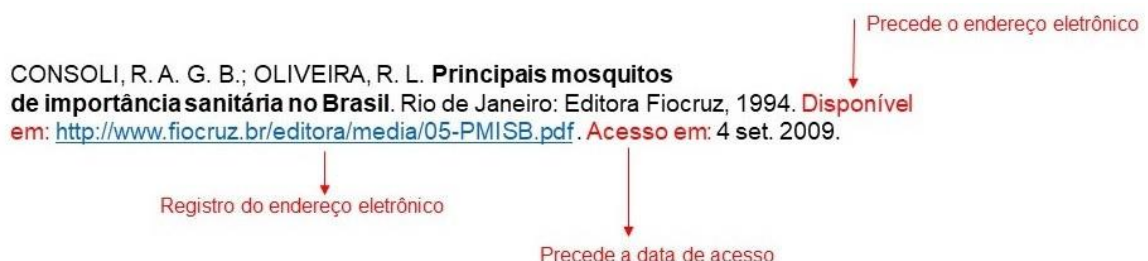 Precede o endereço eletrônico
CONSOLI, R. A. G. B.; OLIVEIRA, R. L. Principais mosquitos
de importância sanitária no Brasil. Rio de Janeiro: Editora Fiocruz, 1994. Disponível
em: http://www.fiocruz.br/editora/media/05-PMISB.pdf. Acesso em: 4 set. 2009.
Registro do endereço eletrônico
Precede a data de acesso